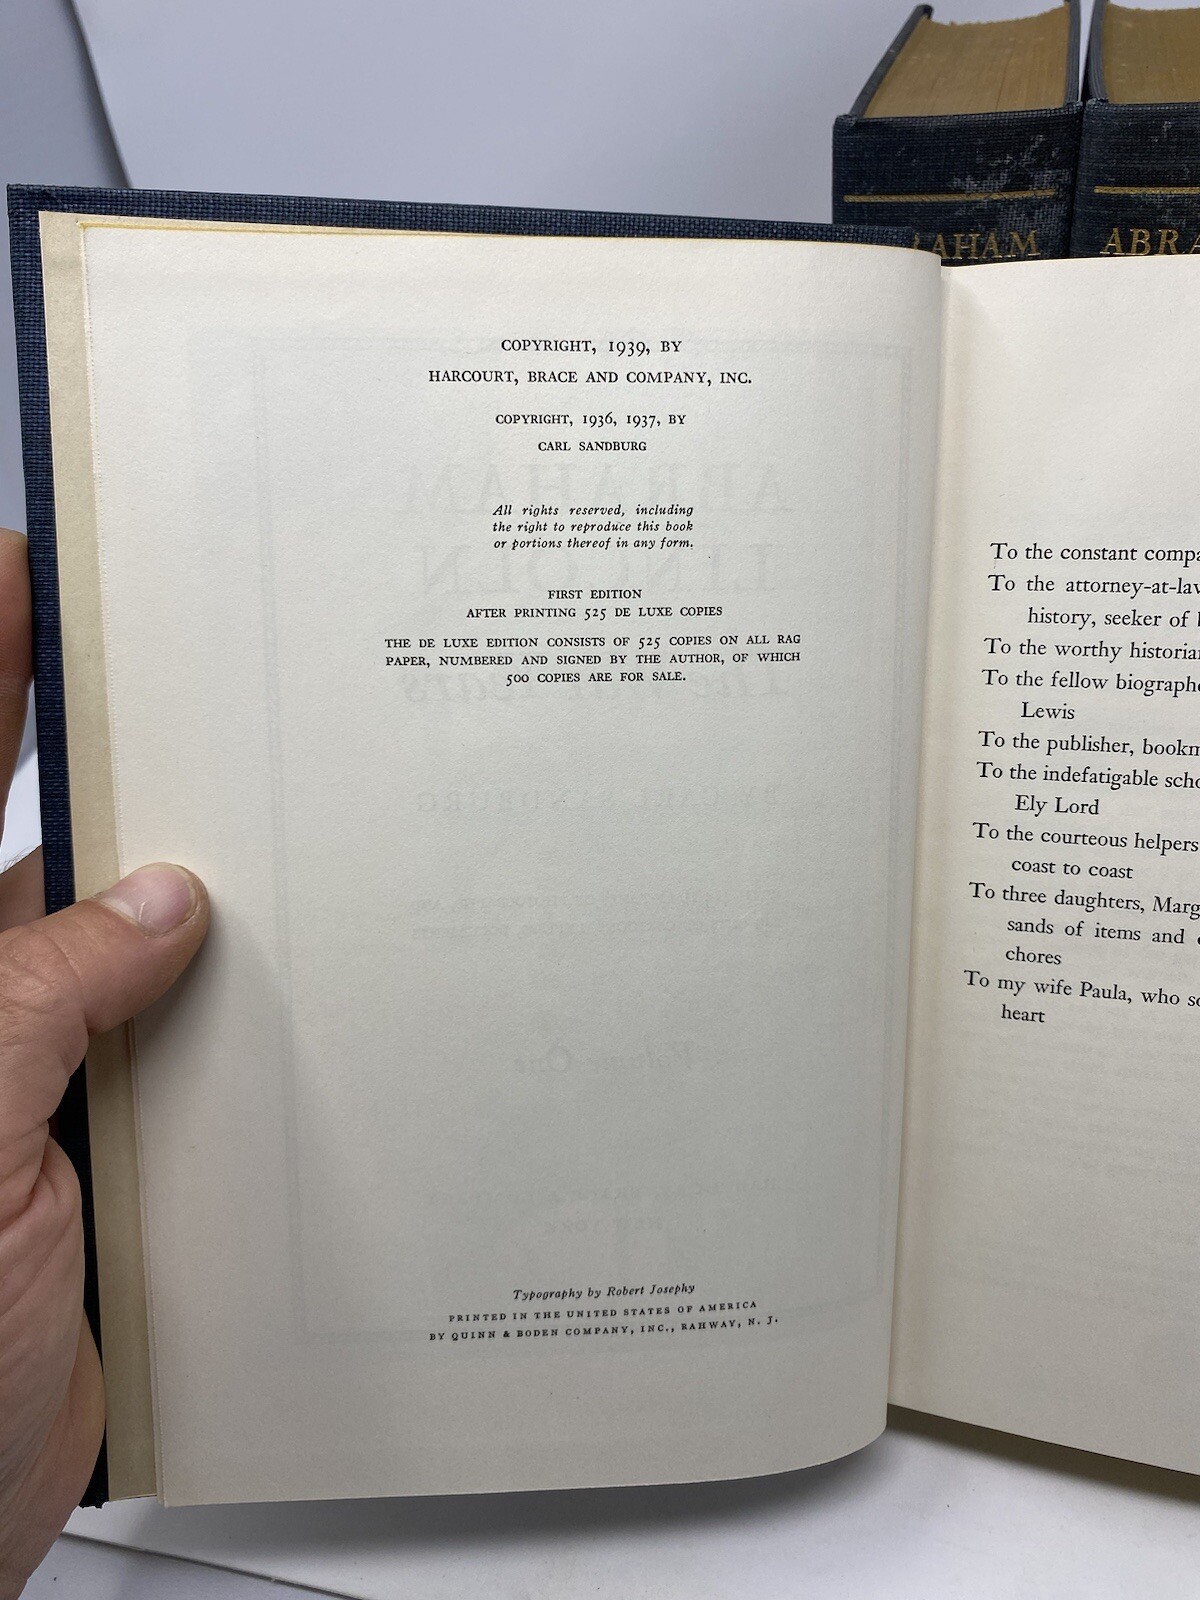 AHAM
ABRA
COPYRIGHT, 1939, BY
HARCOURT, BRACE AND COMPANY, INC.
COPYRIGHT, 1936, 1937, BY
CARL SANDBURG
All rights reserved, including
the right to reproduce this book
or portions thereof in any form.
FIRST EDITION
AFTER PRINTING 525 DE LUXE COPIES
THE DE LUXE EDITION CONSISTS OF 525 COPIES ON ALL RAG
PAPER, NUMBERED AND SIGNED BY THE AUTHOR, OF WHICH
500 COPIES ARE FOR SALE.
Typography by Robert Josephy
PRINTED IN THE UNITED STATES OF AMERICA
BY QUINN & BODEN COMPANY, INC., RAHWAY, N. J.
To the constant compa
To the attorney-at-law
history, seeker of
To the worthy historian
To the fellow biographe
Lewis
To the publisher, bookm
To the indefatigable scho
Ely Lord
To the courteous helpers
coast to coast
To three daughters, Marg
sands of items and
chores
To my wife Paula, who so
heart